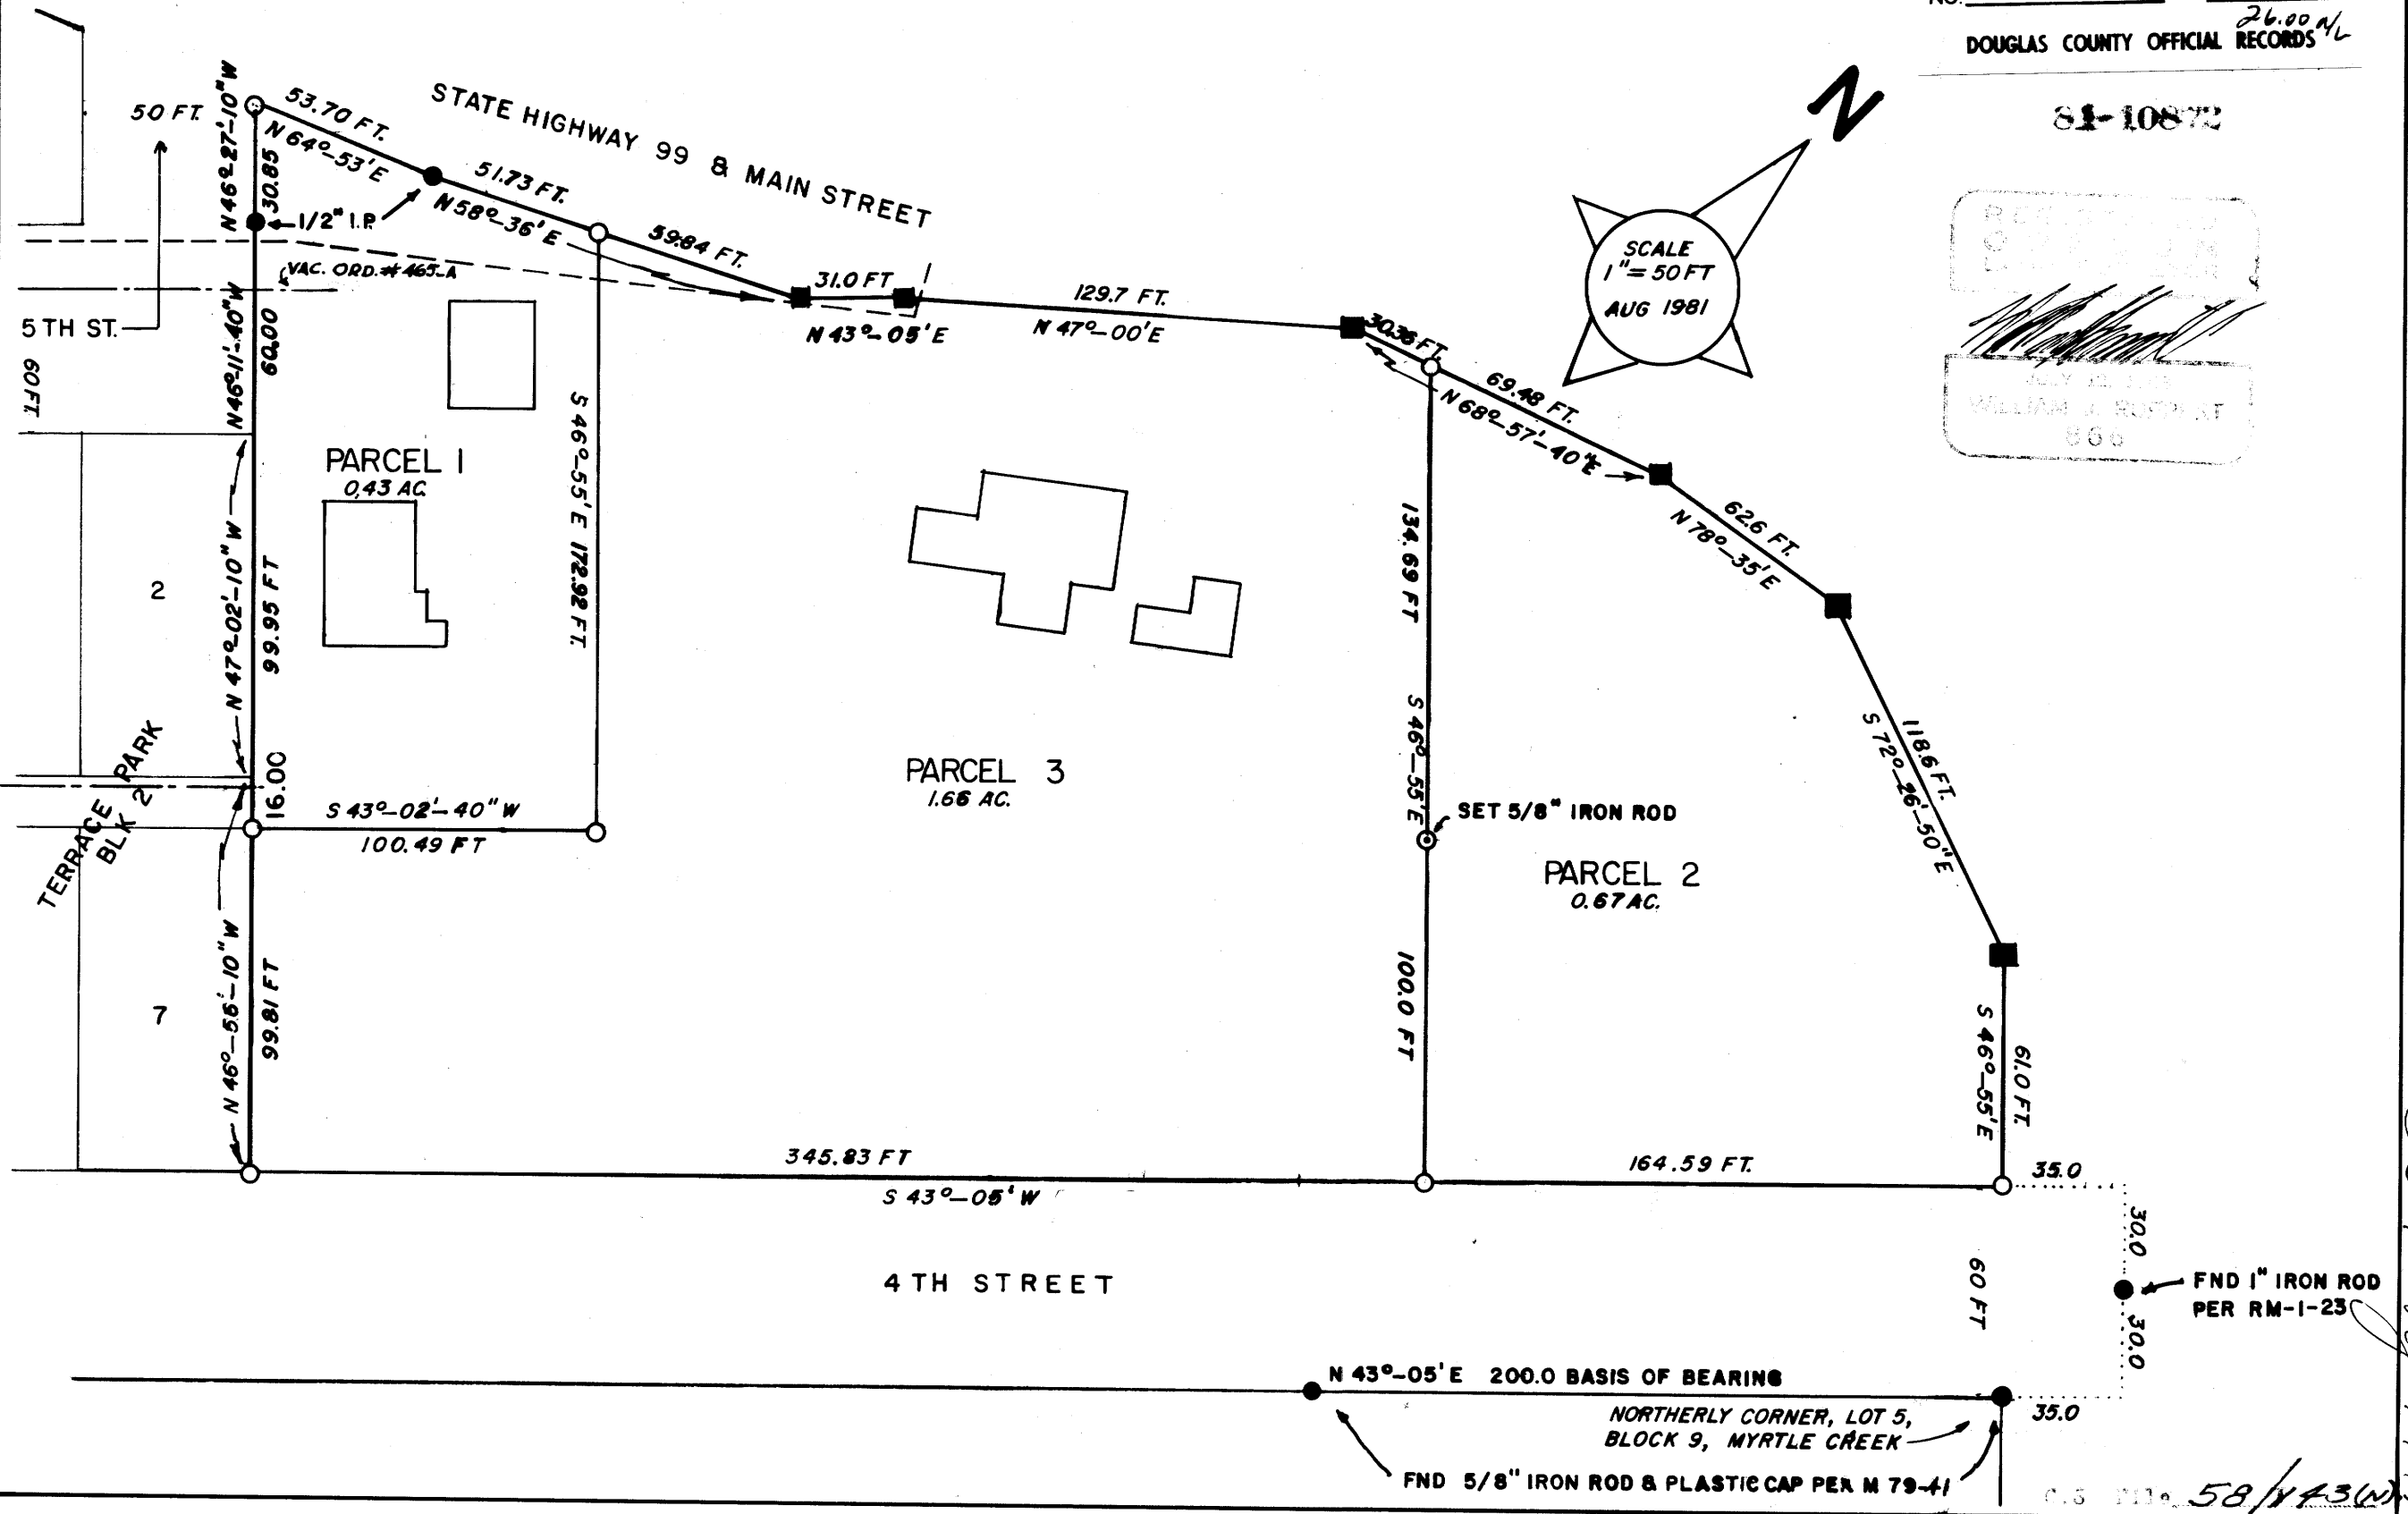 NO.
26.00
DOUGLAS COUNTY OFFICIAL RECORDS
81-10872
50 FT.
N46°-27'-10"W
30.85
53.70 FT.
N 64°-53'E
STATE HIGHWAY 99 & MAIN STREET
51.73 FT.
N 58°-36' E
1/2" I.P.
59.84 FT.
VAC. ORD. # 465-A
31.0 FT
N 43°-05'E
129.7 FT.
N 47°-00'E
30.36 FT.
69.48 FT.
N 68°-57'-40"E
62.6 FT.
N 78°-35'E
118.6 FT.
S 72°-26'-50"E
SCALE
1"= 50 FT
AUG 1981
N
5 TH ST.
60 FT
N46°-11'-40"W
60.00
PARCEL 1
0.43 AC.
S 46°-55'E 172.92 FT.
2
N 47°-02'-10" W
99.95 FT
134.69 FT
S 46°-55'E
PARCEL 3
1.66 AC.
TERRACE PARK
BLK 2
16.00
S 43°-02'-40" W
100.49 FT
SET 5/8" IRON ROD
PARCEL 2
0.67 AC.
7
N 46°-56'-10" W
99.81 FT
100.0 FT
S 46°-55'E
61.0 FT.
345.83 FT
S 43°-05' W
164.59 FT.
35.0
30.0
4 TH STREET
60 FT
FND 1" IRON ROD
PER RM-1-23
30.0
N 43°-05'E 200.0 BASIS OF BEARING
35.0
NORTHERLY CORNER, LOT 5,
BLOCK 9, MYRTLE CREEK
FND 5/8" IRON ROD & PLASTIC CAP PER M 79-41
C.S File 58/143(N)